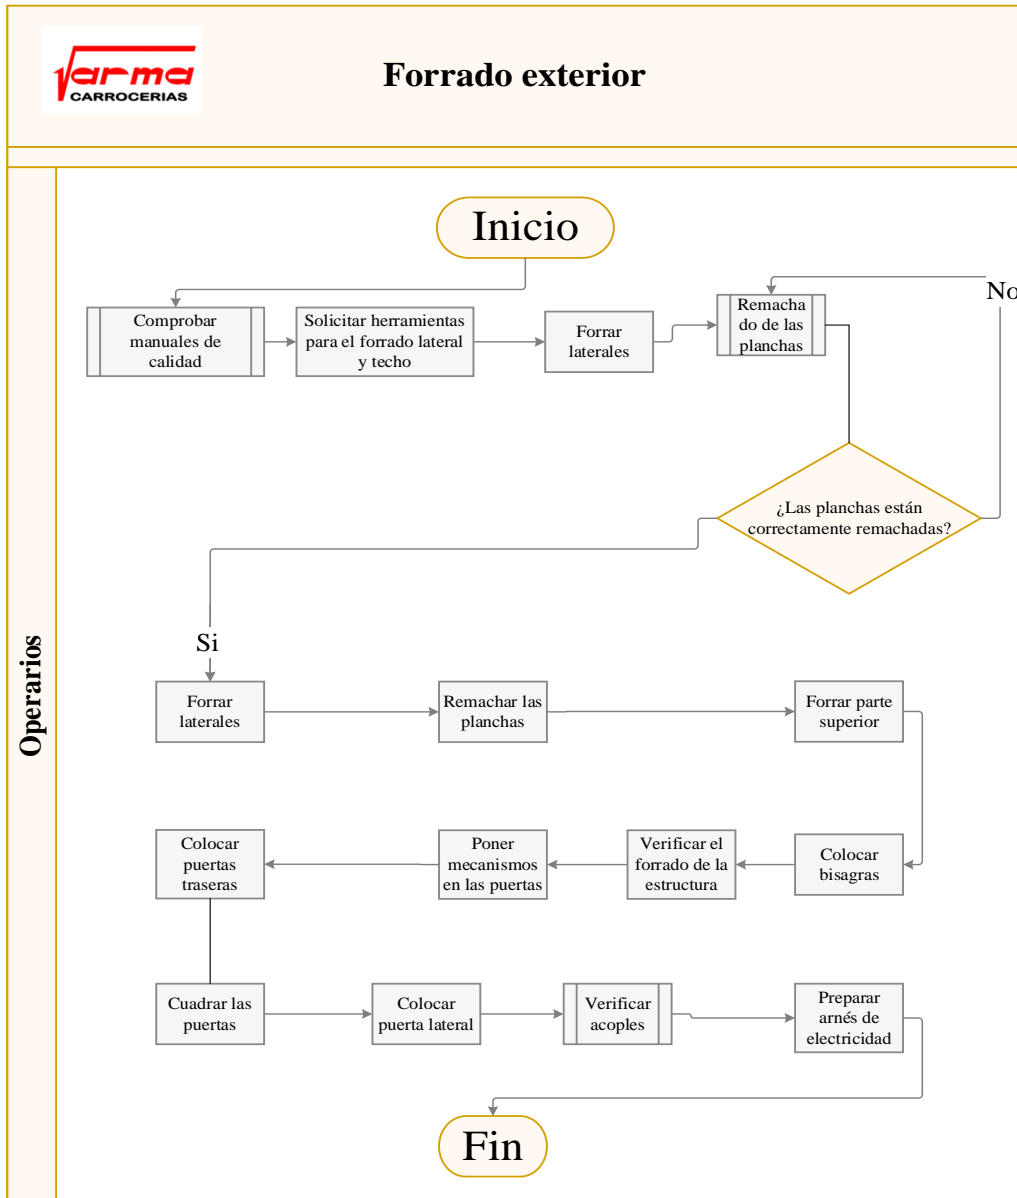 Varma
CARROCERIAS
Forrado exterior
Operarios
Inicio
Comprobar
manuales de
calidad
Solicitar herramientas
para el forrado lateral
y techo
Forrar
laterales
Remacha
do de las
planchas
No
¿Las planchas están
correctamente remachadas?
Si
Forrar
laterales
Remachar las
planchas
Forrar parte
superior
Colocar
puertas
traseras
Poner
mecanismos
en las puertas
Verificar el
forrado de la
estructura
Colocar
bisagras
Cuadrar las
puertas
Colocar
puerta lateral
Verificar
acoples
Preparar
arnés de
electricidad
Fin